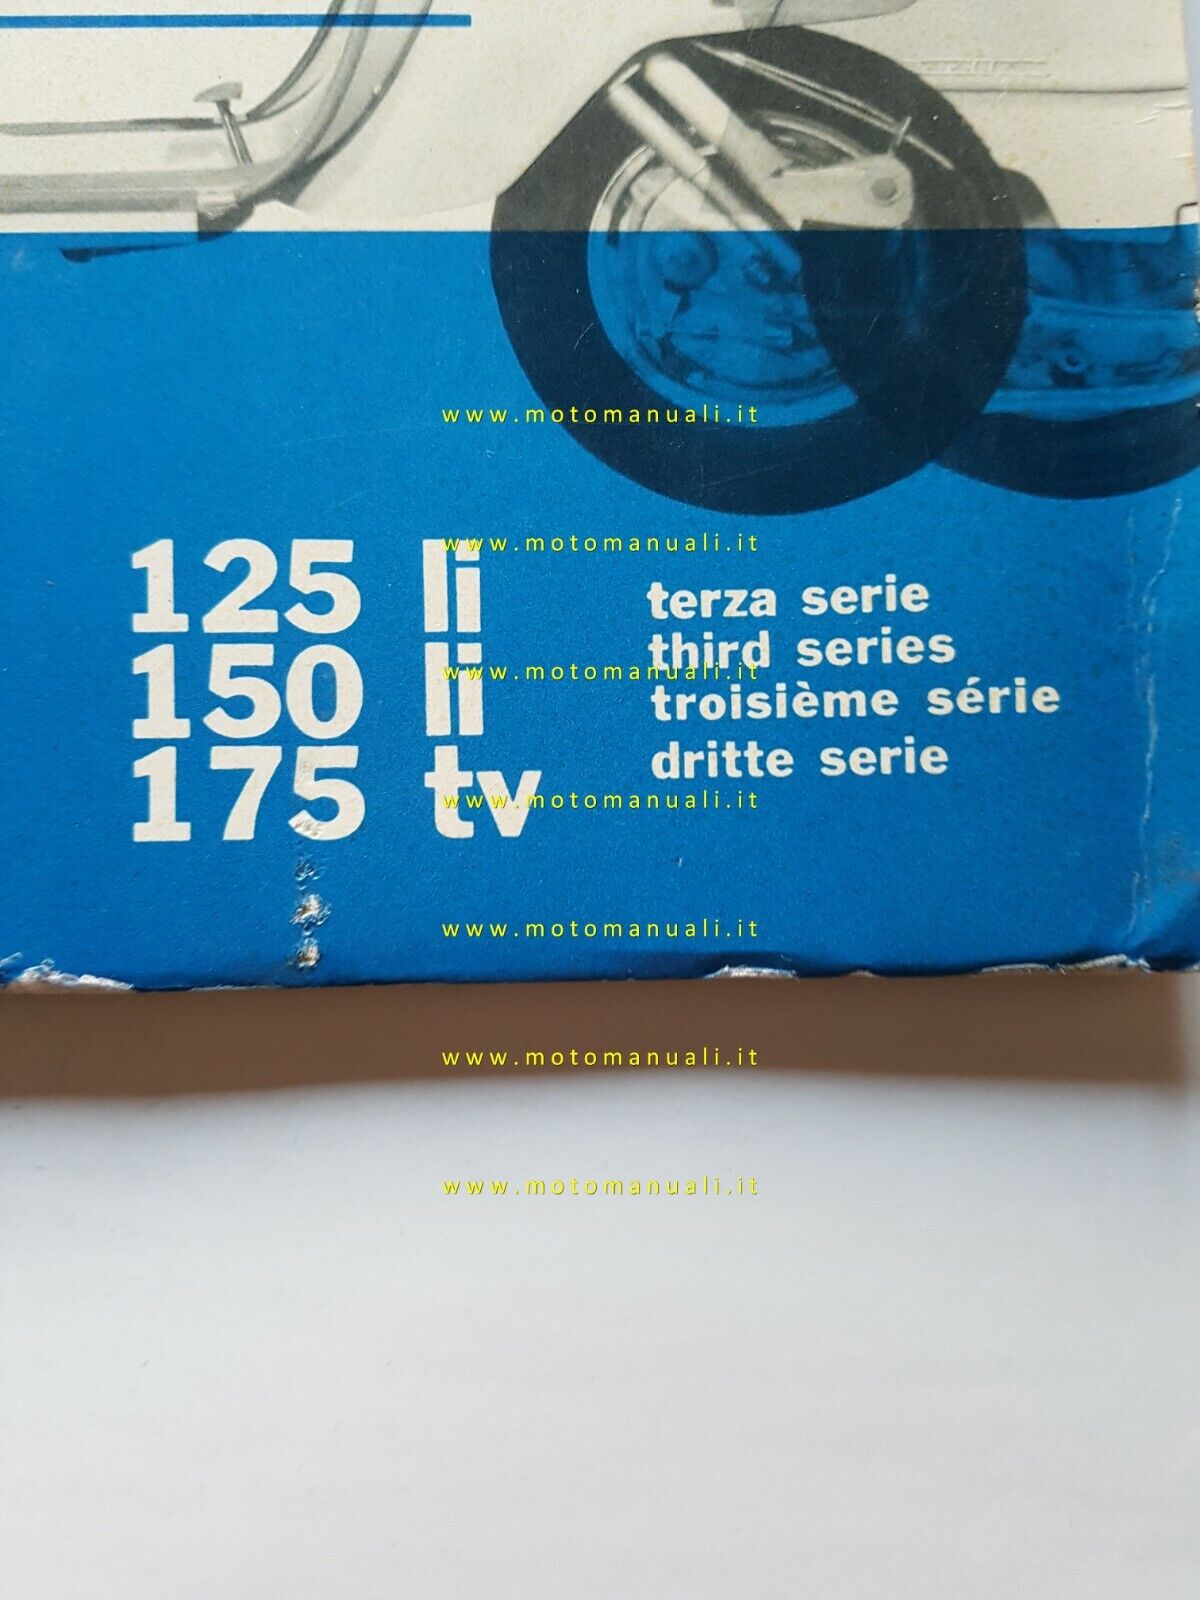 www.motomanuali.it
www.motomanuali.it
125 li
150 li
175 tv
terza serie
third series
troisième série
dritte serie
www.motomanuali.it
www.motomanuali.it
www.motomanuali.it
www.motomanuali.it
www.motomanuali.it